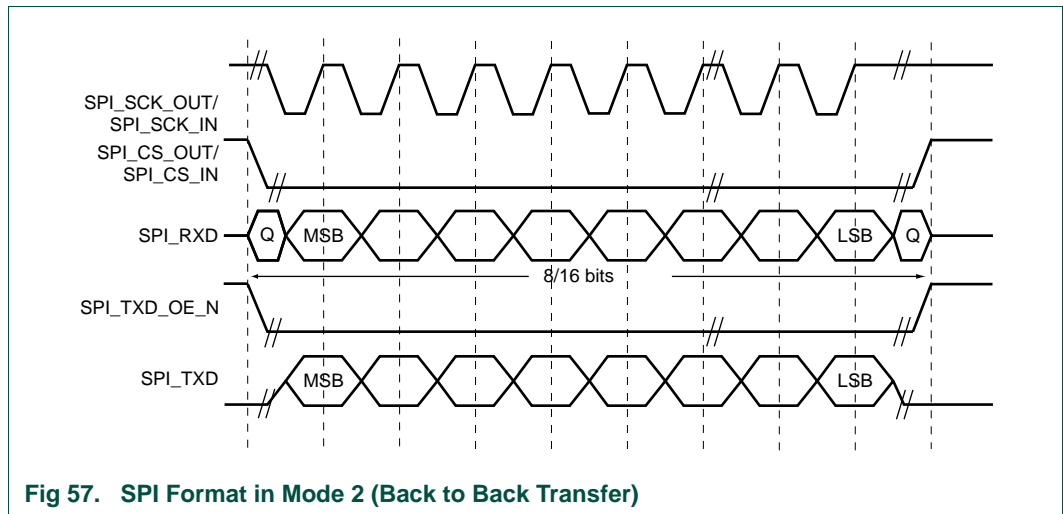 SPI_SCK_OUT/
SPI_SCK_IN
SPI_CS_OUT/
SPI_CS_IN
SPI_RXD
Q
MSB
LSB
Q
8/16 bits
SPI_TXD_OE_N
SPI_TXD
MSB
LSB
Fig 57. SPI Format in Mode 2 (Back to Back Transfer)